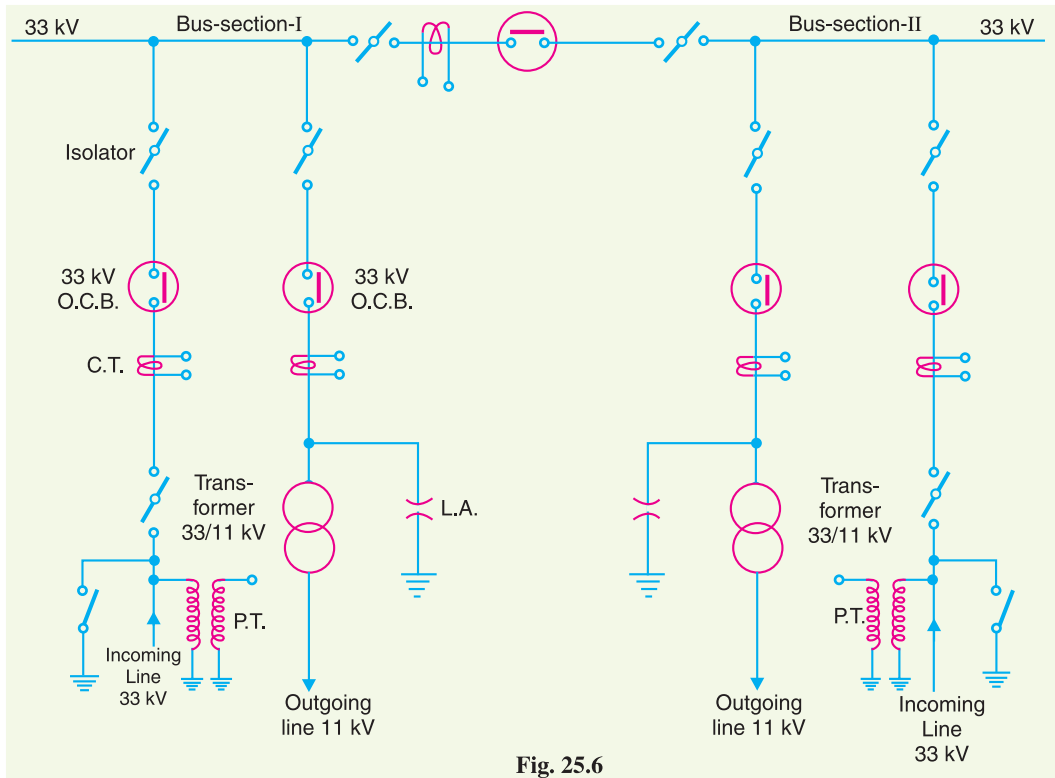 33 kV
Bus-section-I
Bus-section-II
33 kV
Isolator
33 kV
O.C.B.
33 kV
O.C.B.
C.T.
Trans-
former
33/11 kV
L.A.
Trans-
former
33/11 kV
P.T.
P.T.
Incoming
Line
33 kV
Outgoing
line 11 kV
Outgoing
line 11 kV
Incoming
Line
33 kV
Fig. 25.6